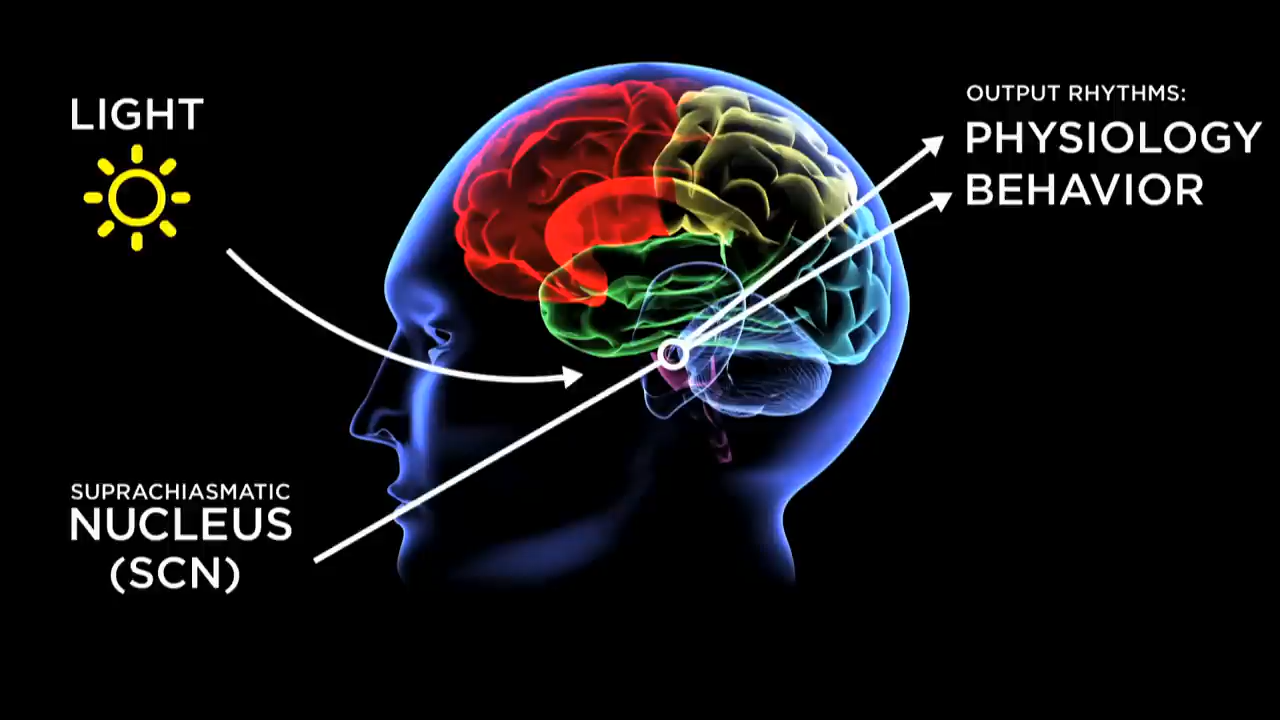 LIGHT
SUPRACHIASMATIC
NUCLEUS
(SCN)
OUTPUT RHYTHMS:
PHYSIOLOGY
BEHAVIOR